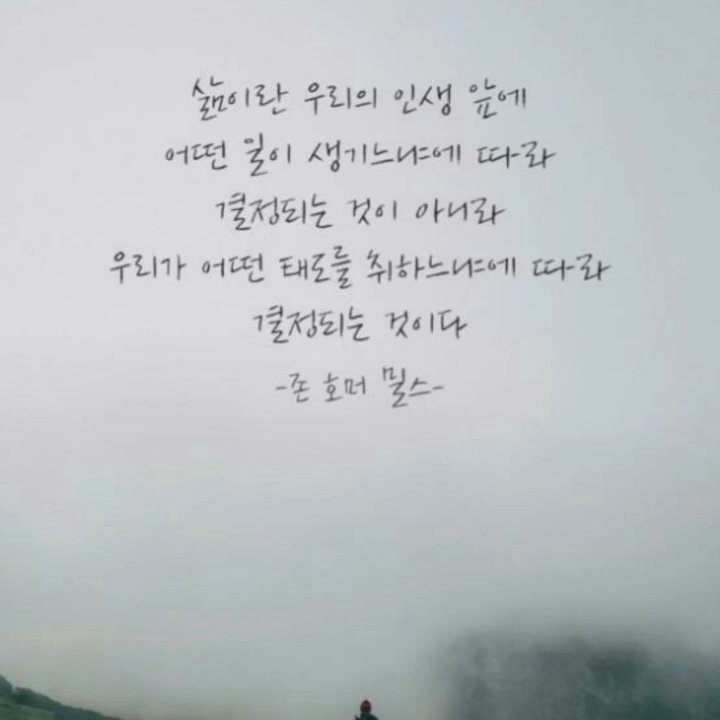 삶이란 우리의 인생 앞에
어떤 일이 생기느냐에 따라
결정되는 것이 아니라
우리가 어떤 태도를 취하느냐에 따라
결정되는 것이다
-존 호머 밀스-